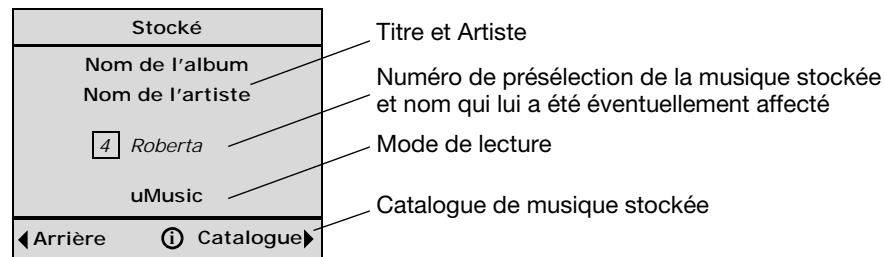 Stocké
Nom de l'album
Nom de l'artiste
4 Roberta
uMusic
Arrière ⓘ Catalogue
Titre et Artiste
Numéro de présélection de la musique stockée
et nom qui lui a été éventuellement affecté
Mode de lecture
Catalogue de musique stockée